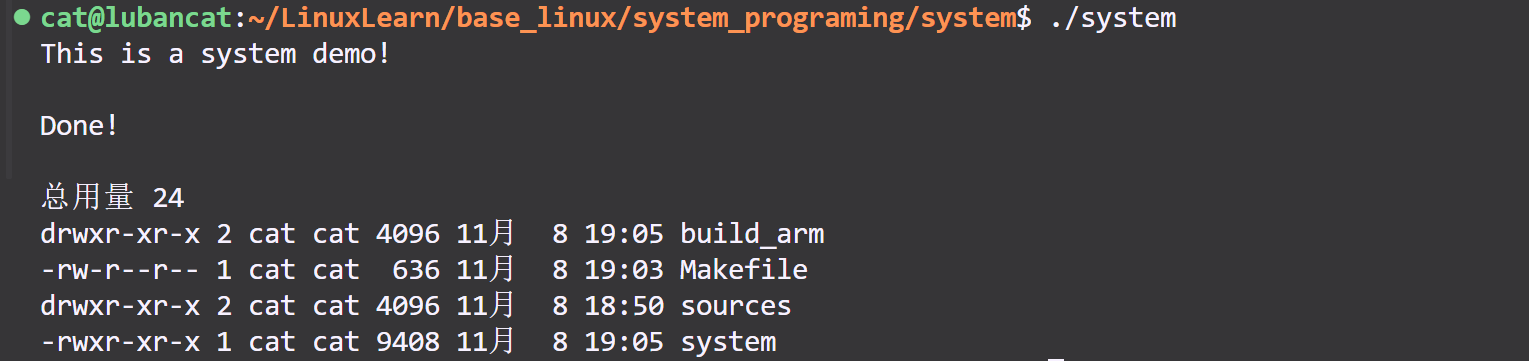 cat@lubancat:~/LinuxLearn/base_linux/system_programing/system$ ./system
This is a system demo!
Done!
总用量 24
drwxr-xr-x 2 cat cat 4096 11月  8 19:05 build_arm
-rw-r--r-- 1 cat cat  636 11月  8 19:03 Makefile
drwxr-xr-x 2 cat cat 4096 11月  8 18:50 sources
-rwxr-xr-x 1 cat cat 9408 11月  8 19:05 system